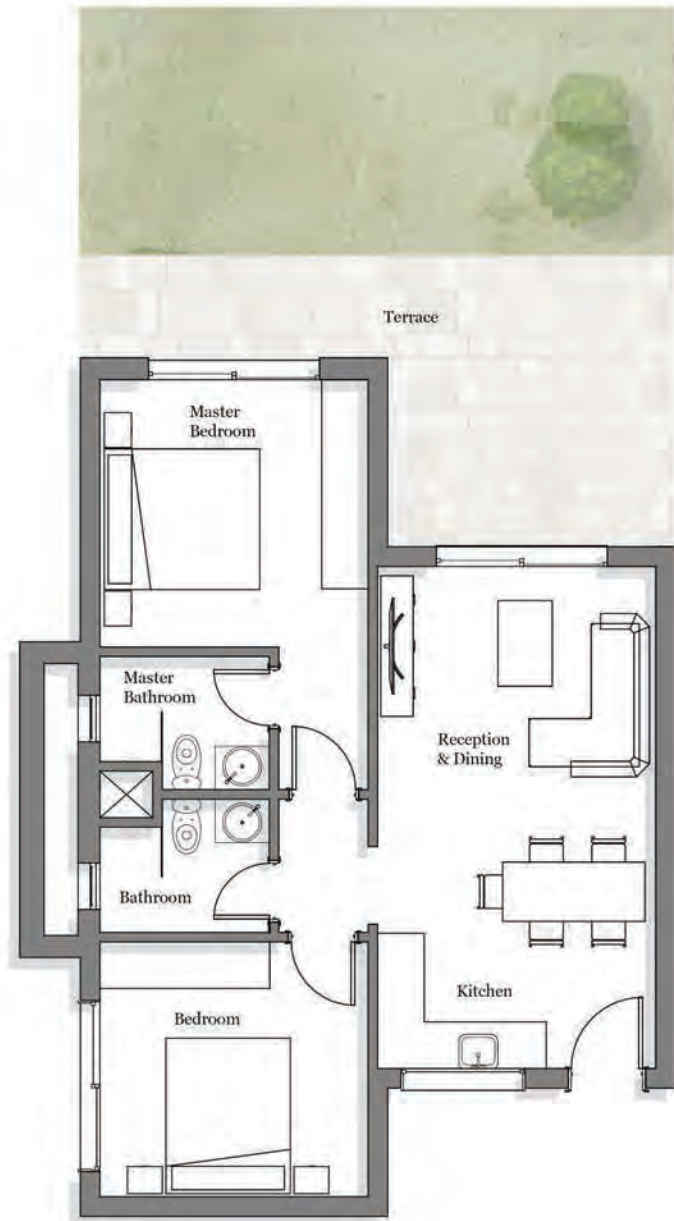 Terrace
Master
Bedroom
Master
Bathroom
Reception
& Dining
Bathroom
Kitchen
Bedroom